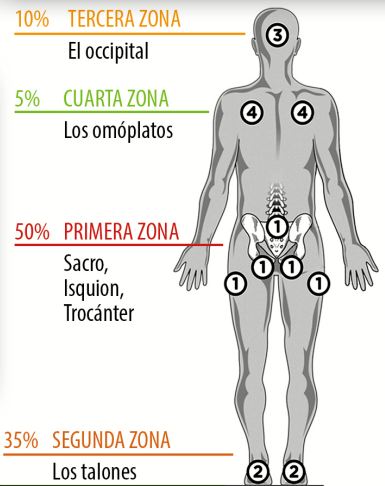 10% TERCERA ZONA
El occipital
3
5% CUARTA ZONA
Los omóplatos
4 4
50% PRIMERA ZONA
Sacro,
Isquion,
Trocánter
1
1 1
1 1
35% SEGUNDA ZONA
Los talones
2 2